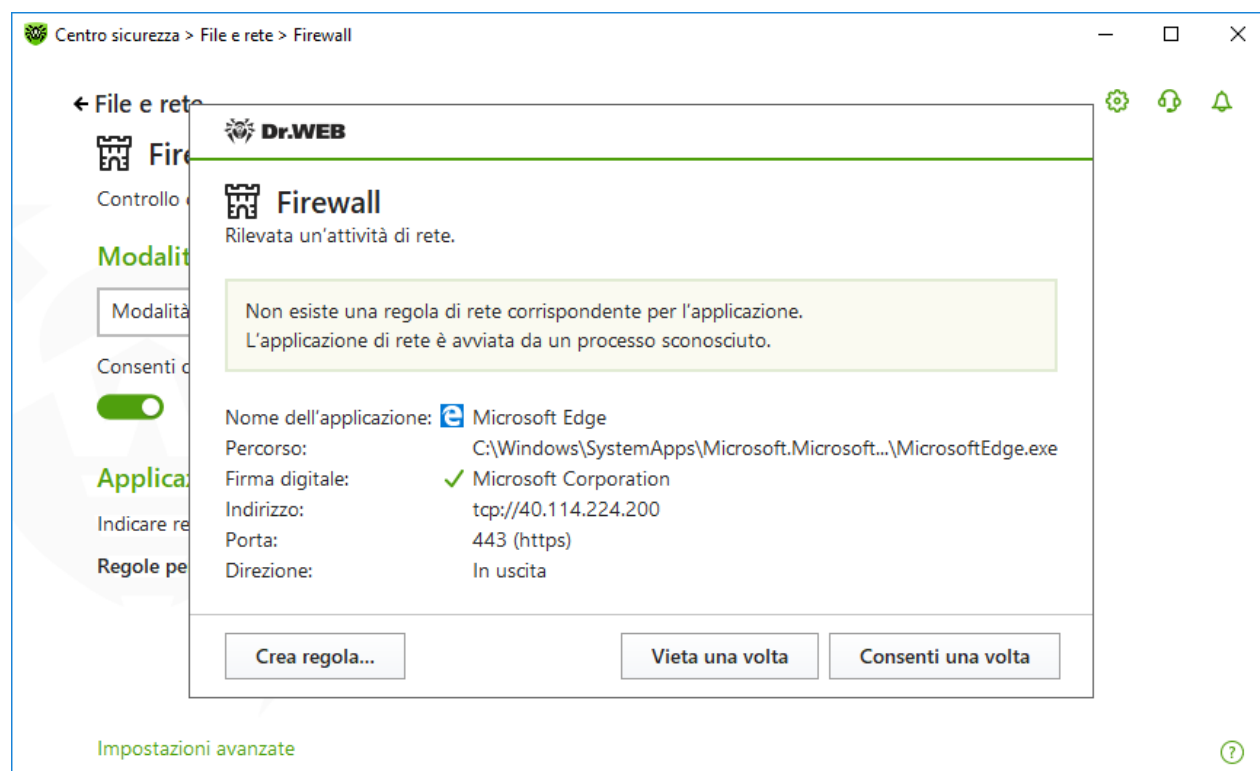 Centro sicurezza > File e rete > Firewall
File e rete
Dr.WEB
Firewall
Controllo
Rilevata un'attività di rete.
Modalit
Modalità
Non esiste una regola di rete corrispondente per l'applicazione.
L'applicazione di rete è avviata da un processo sconosciuto.
Consenti
Nome dell'applicazione: Microsoft Edge
Percorso: C:\Windows\SystemApps\Microsoft.Microsoft...\MicrosoftEdge.exe
Firma digitale: Microsoft Corporation
Indirizzo: tcp://40.114.224.200
Porta: 443 (https)
Direzione: In uscita
Applica
Indicare re
Regole pe
Crea regola...
Vieta una volta
Consenti una volta
Impostazioni avanzate